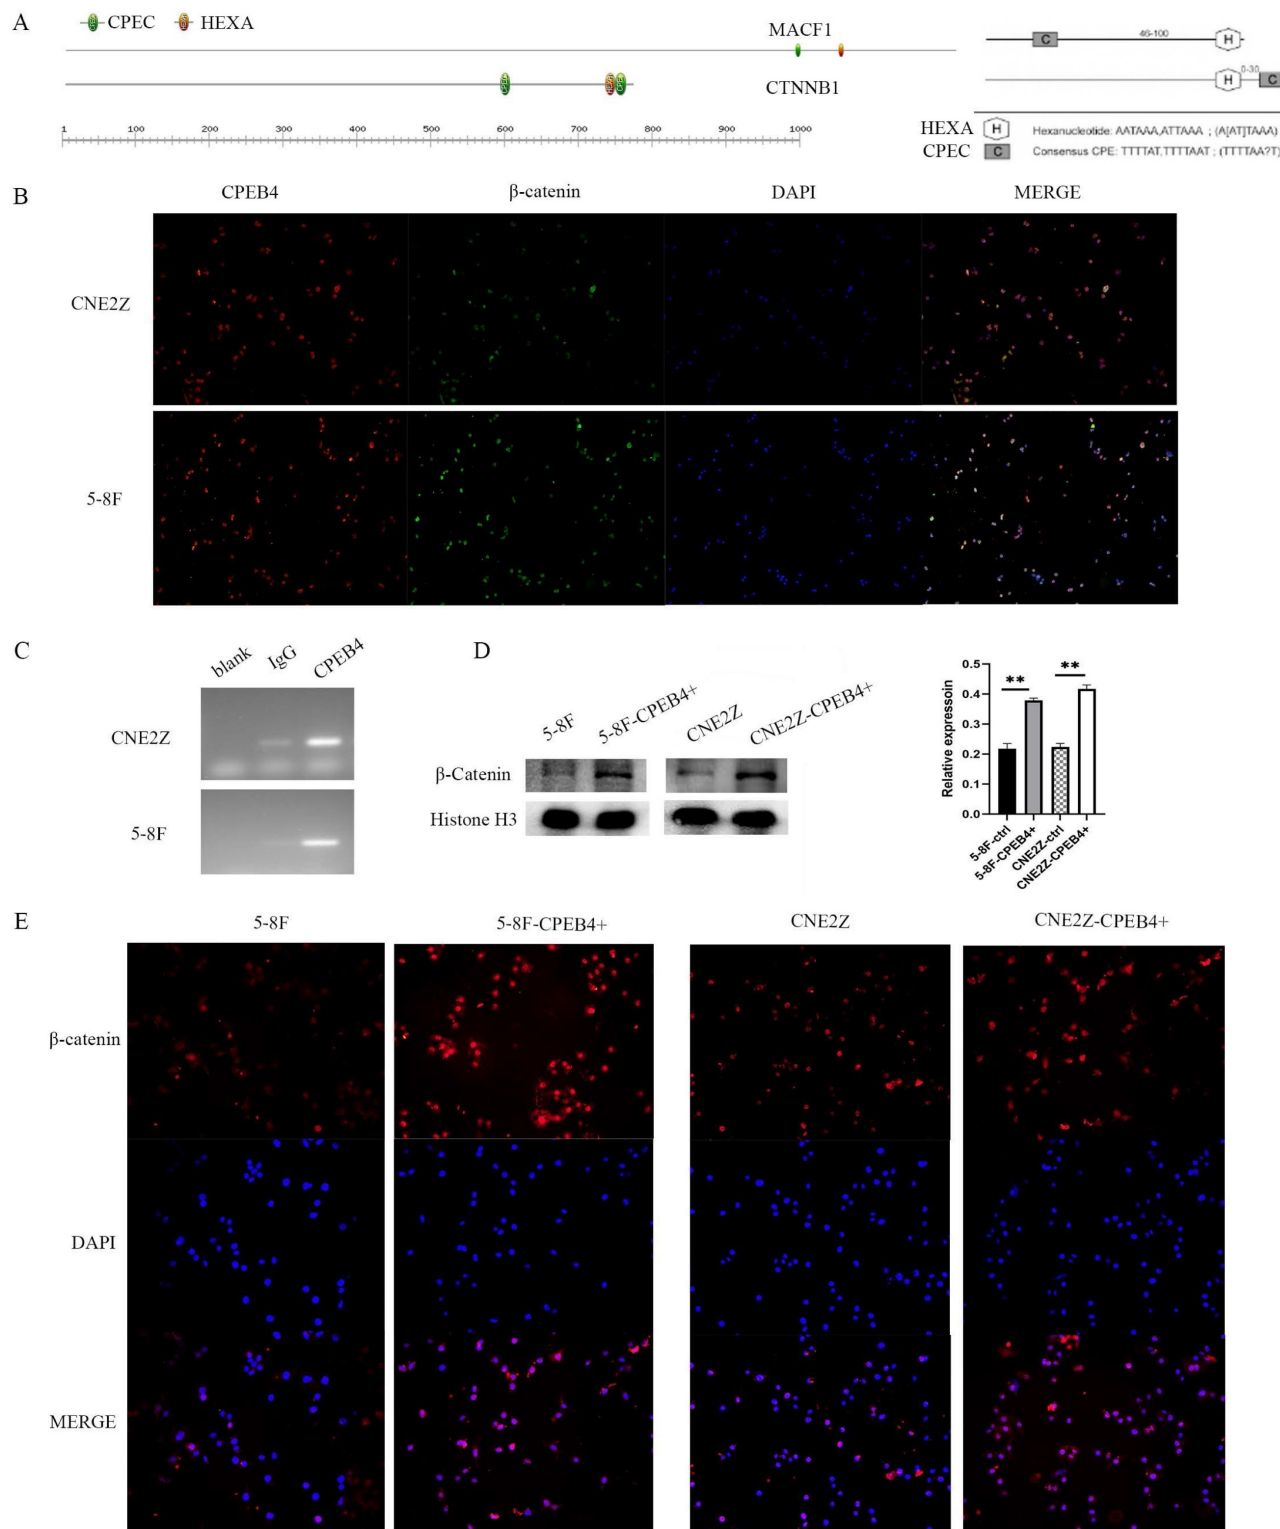 A
CPEC
HEXA
MACF1
CTNNB1
1 100 200 300 400 500 600 700 800 900 1000
C
46-100
H
H
0-30
C
HEXA
H
Hexanucleotide: AATAAA,ATTAAA ; (A[AT]TAAA)
CPEC
C
Consensus CPE: TTTTAT,TTTTAAT ; (TTTTAA?T)
B
CPEB4
β-catenin
DAPI
MERGE
CNE2Z
5-8F
C
blank
IgG
CPEB4
CNE2Z
5-8F
D
5-8F
5-8F-CPEB4+
CNE2Z
CNE2Z-CPEB4+
β-Catenin
Histone H3
Relative expressoin
0.5
0.4
0.3
0.2
0.1
0.0
**
**
5-8F-ctrl
5-8F-CPEB4+
CNE2Z-ctrl
CNE2Z-CPEB4+
E
5-8F
5-8F-CPEB4+
CNE2Z
CNE2Z-CPEB4+
β-catenin
DAPI
MERGE